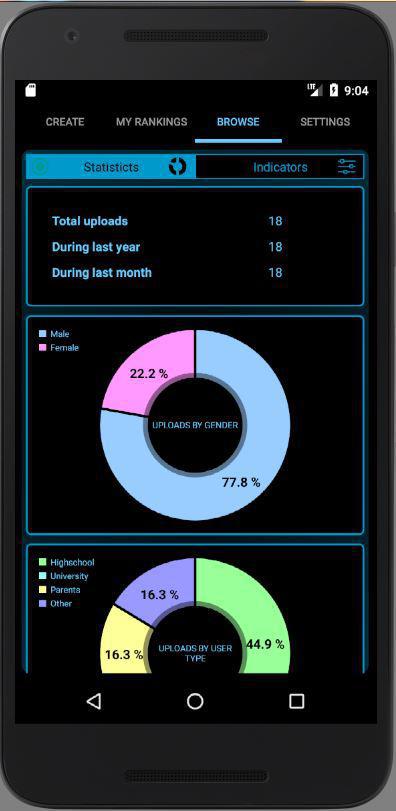 LTE 9:04
CREATE MY RANKINGS BROWSE SETTINGS
Statisticts Indicators
Total uploads 18
During last year 18
During last month 18
Male
Female
22.2 %
UPLOADS BY GENDER
77.8 %
Highschool
University
Parents
Other
16.3 %
44.9 %
UPLOADS BY USER
TYPE
16.3 %